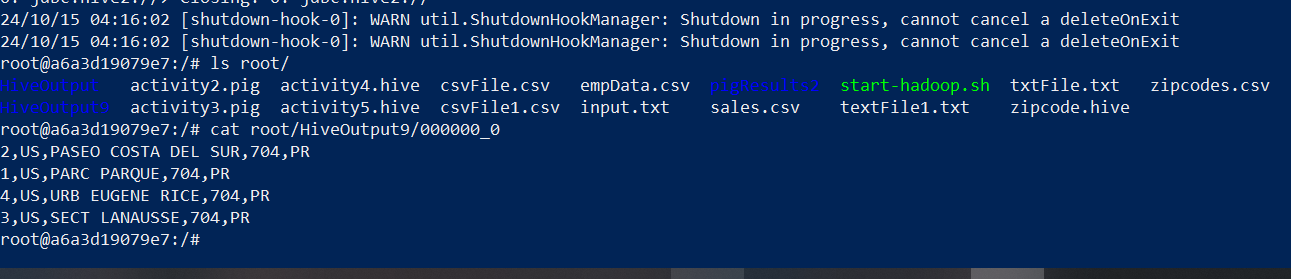 24/10/15 04:16:02 [shutdown-hook-0]: WARN util.ShutdownHookManager: Shutdown in progress, cannot cancel a deleteOnExit
24/10/15 04:16:02 [shutdown-hook-0]: WARN util.ShutdownHookManager: Shutdown in progress, cannot cancel a deleteOnExit
root@a6a3d19079e7:/# ls root/
HiveOutput activity2.pig activity4.hive csvFile.csv empData.csv pigResults2 start-hadoop.sh txtFile.txt zipcodes.csv
HiveOutput9 activity3.pig activity5.hive csvFile1.csv input.txt sales.csv textFile1.txt zipcode.hive
root@a6a3d19079e7:/# cat root/HiveOutput9/000000_0
2,US,PASEO COSTA DEL SUR,704,PR
1,US,PARC PARQUE,704,PR
4,US,URB EUGENE RICE,704,PR
3,US,SECT LANAUSSE,704,PR
root@a6a3d19079e7:/#